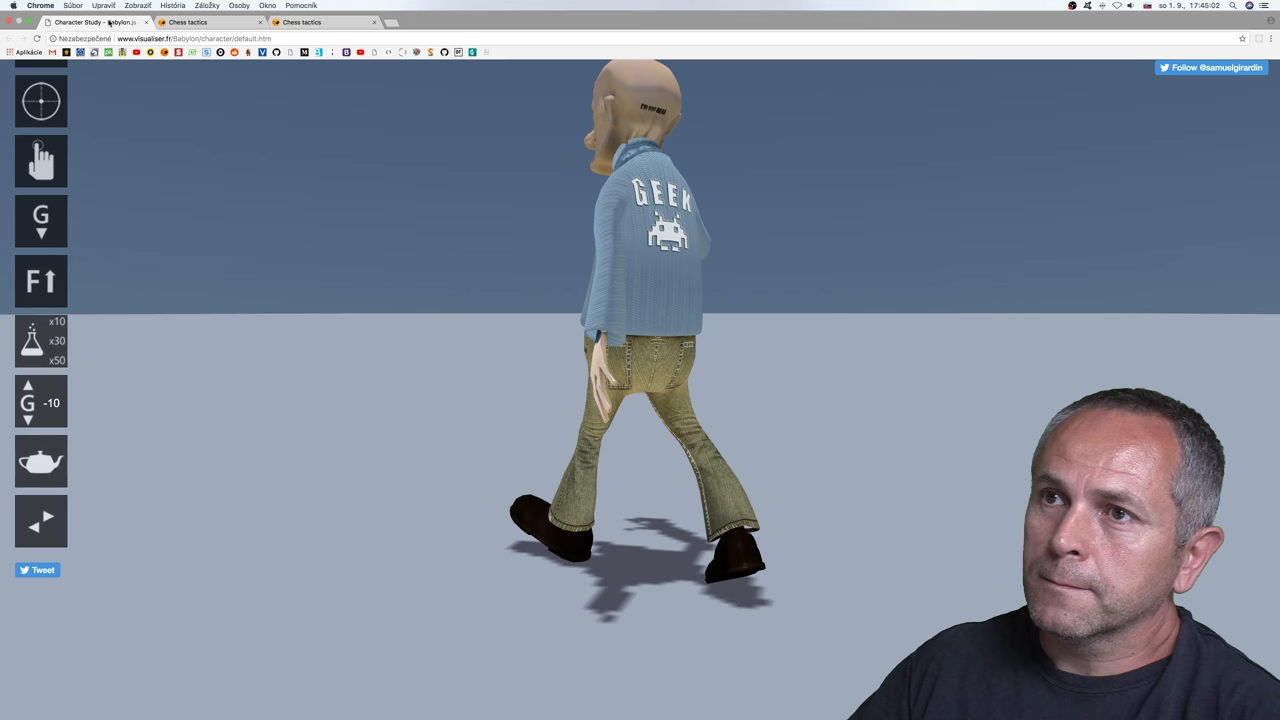 Chrome Súbor Upraviť Zobraziť História Záložky Osoby Okno Pomocník so 1. 9., 17:45:02
Character Study - Babylon.js Chess tactics Chess tactics
Nezabezpečené www.visualiser.fr/Babylon/character/default.htm
Aplikácie
Follow @samuelgirardin
GEEK
G
F
x10
x30
x50
G -10
Tweet